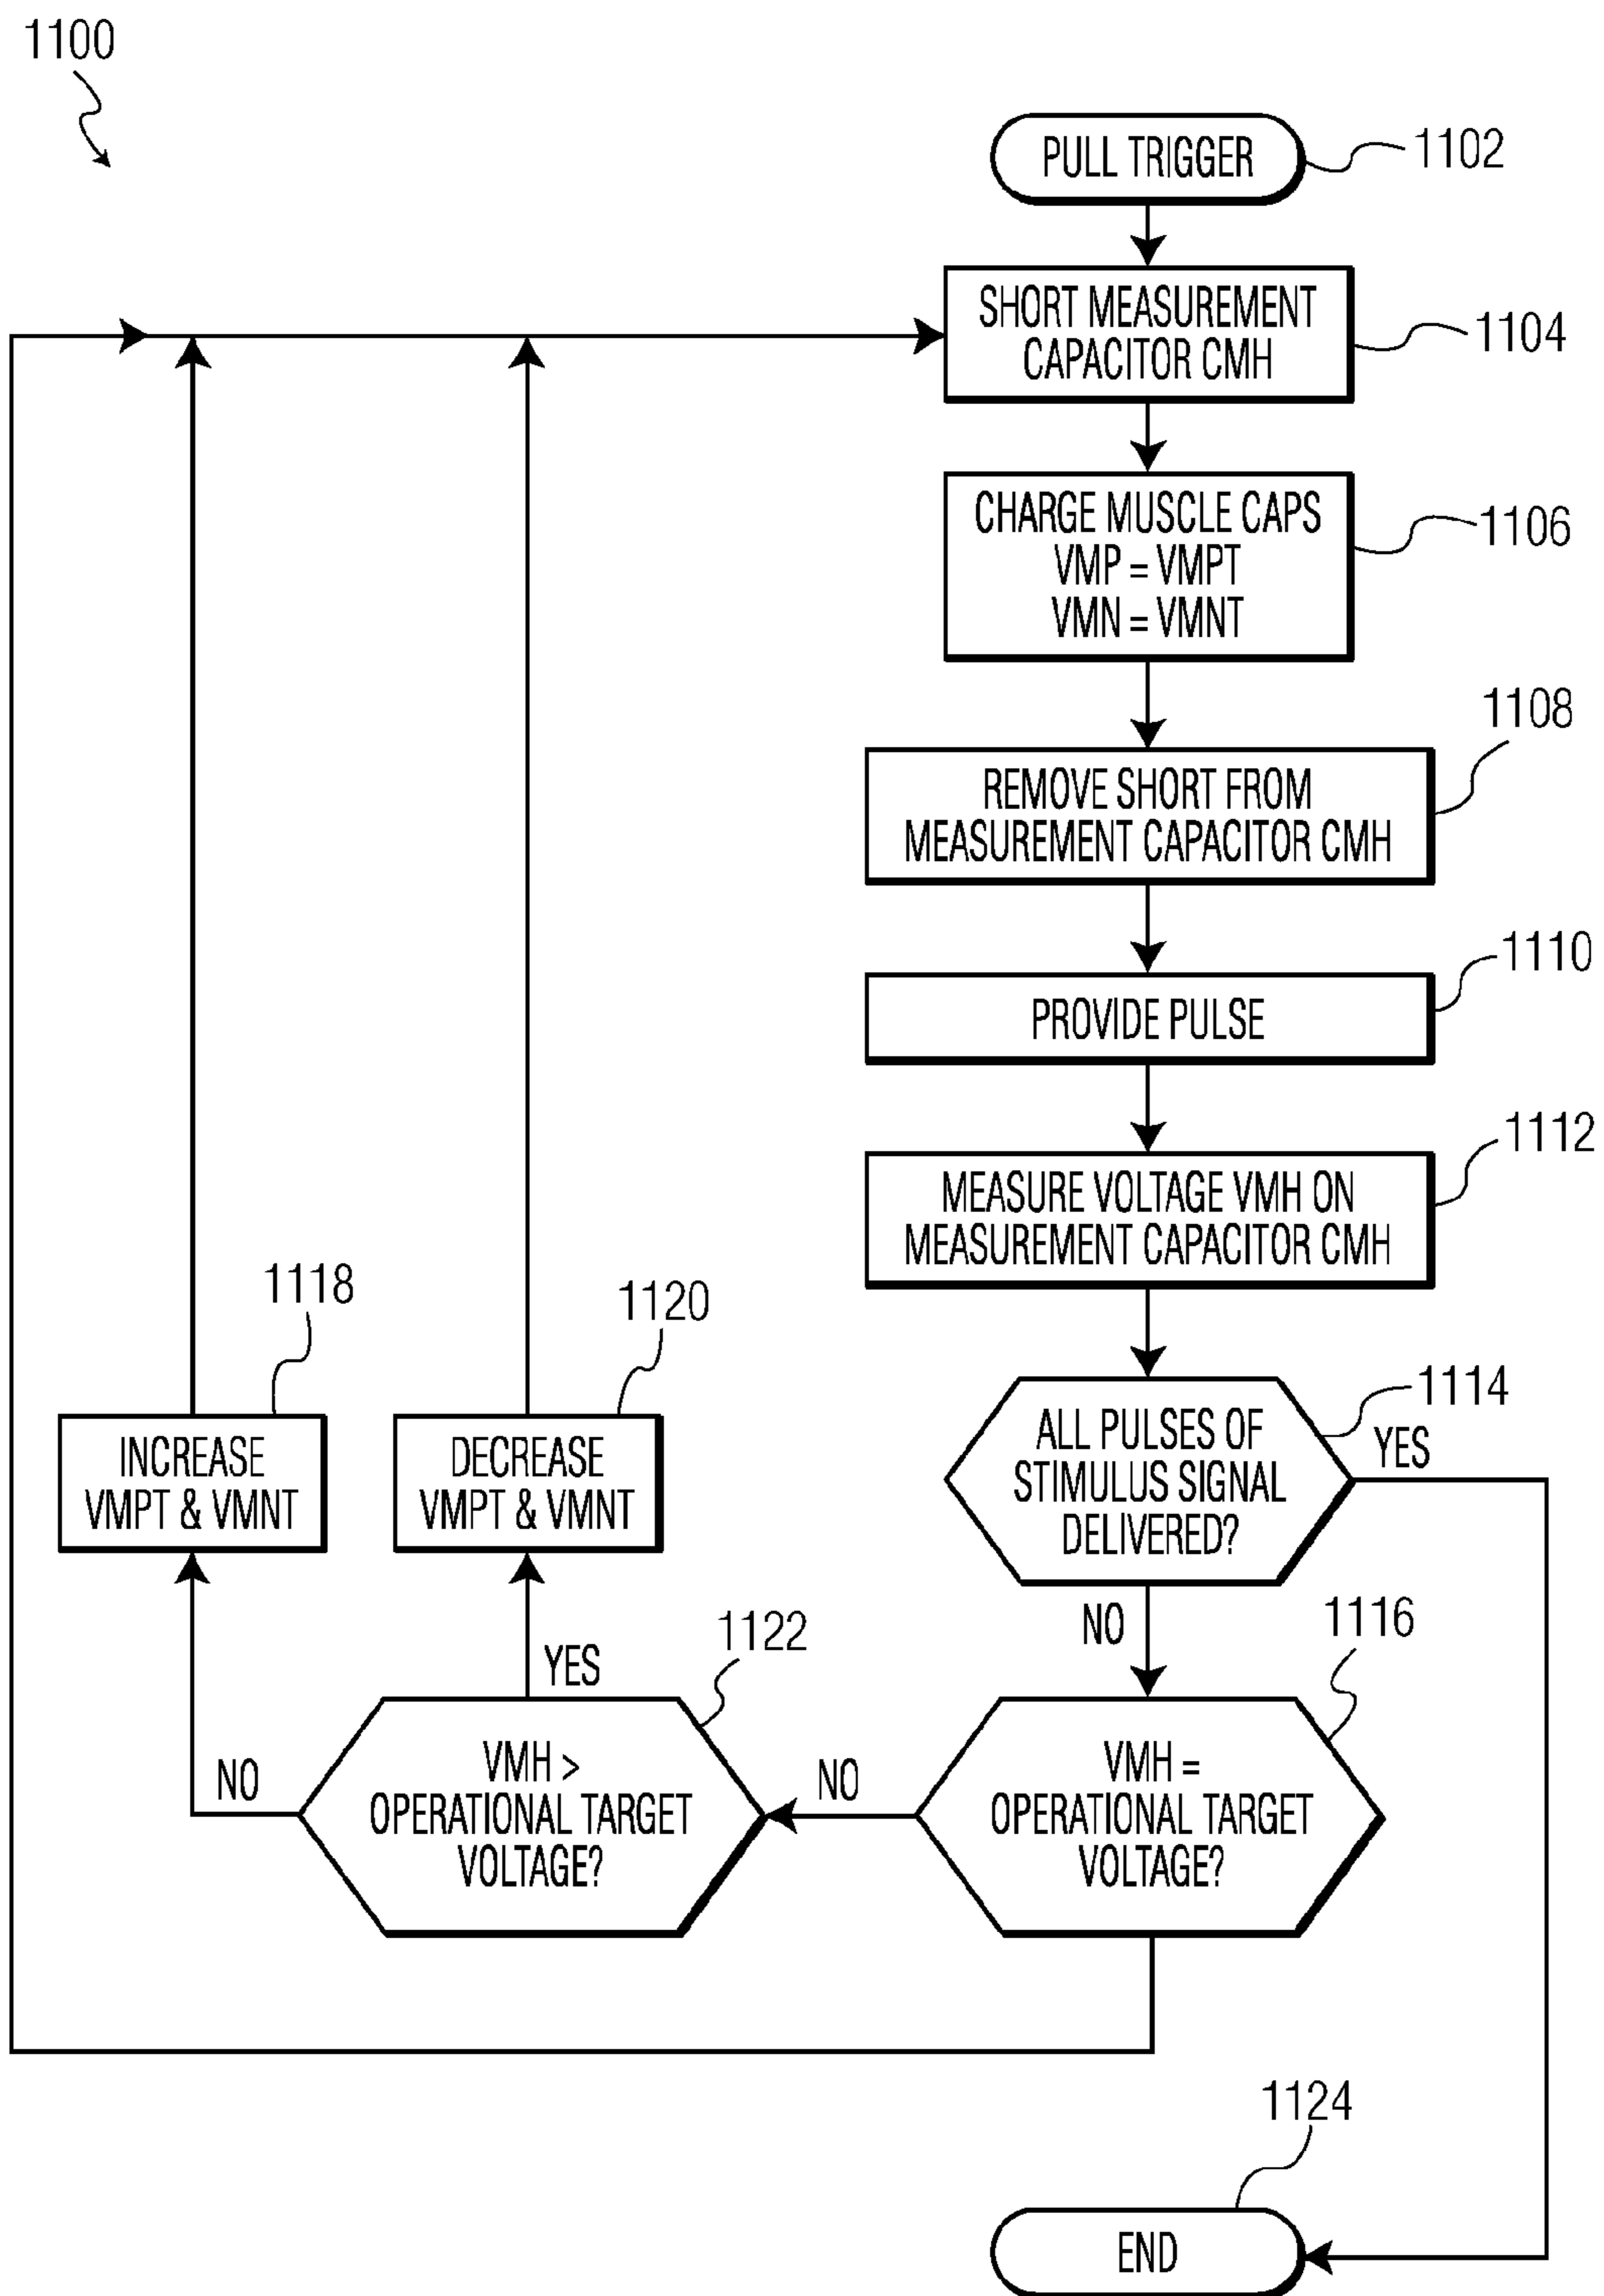 1100
PULL TRIGGER
1102
SHORT MEASUREMENT
CAPACITOR CMH
1104
CHARGE MUSCLE CAPS
VMP = VMPT
VMN = VMNT
1106
REMOVE SHORT FROM
MEASUREMENT CAPACITOR CMH
1108
PROVIDE PULSE
1110
MEASURE VOLTAGE VMH ON
MEASUREMENT CAPACITOR CMH
1112
ALL PULSES OF
STIMULUS SIGNAL
DELIVERED?
1114
YES
NO
VMH =
OPERATIONAL TARGET
VOLTAGE?
1116
NO
VMH >
OPERATIONAL TARGET
VOLTAGE?
1122
YES
NO
DECREASE
VMPT & VMNT
1120
INCREASE
VMPT & VMNT
1118
END
1124